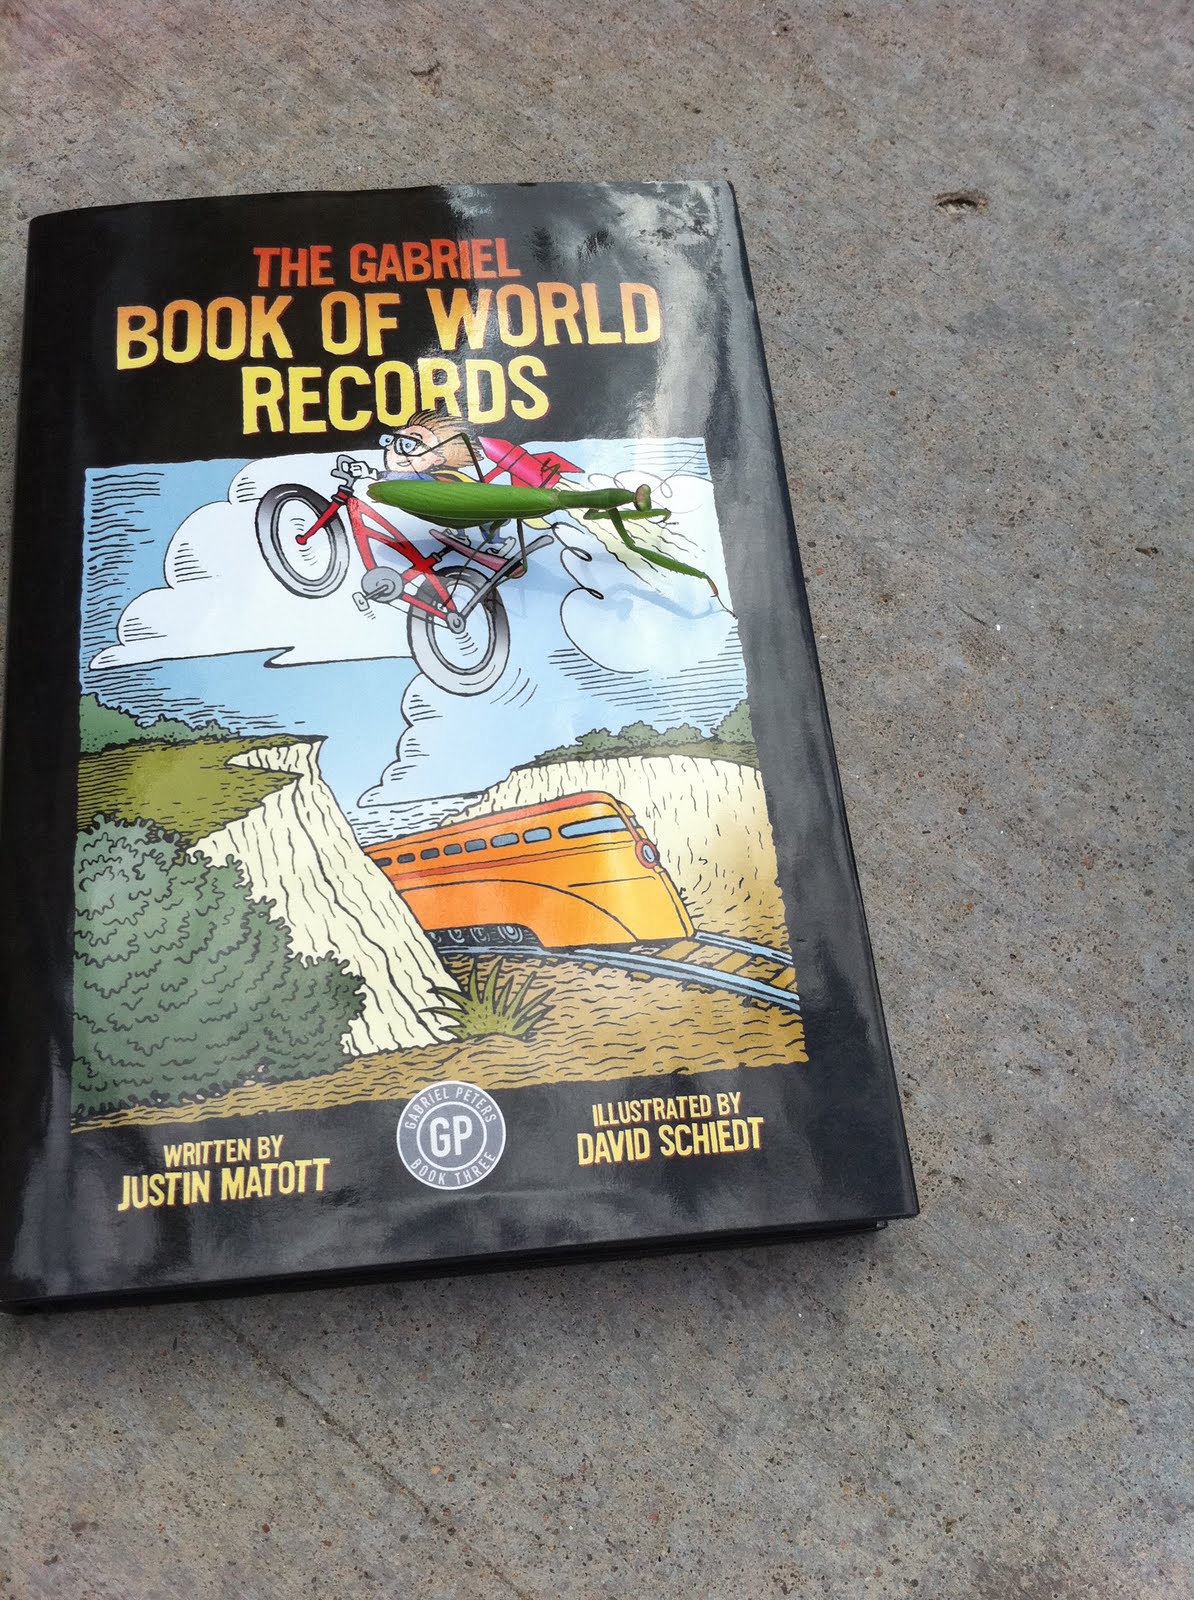 THE GABRIEL
BOOK OF WORLD
RECORDS
WRITTEN BY
JUSTIN MATOTT
GABRIEL PETERS
GP
BOOK THREE
ILLUSTRATED BY
DAVID SCHIEDT